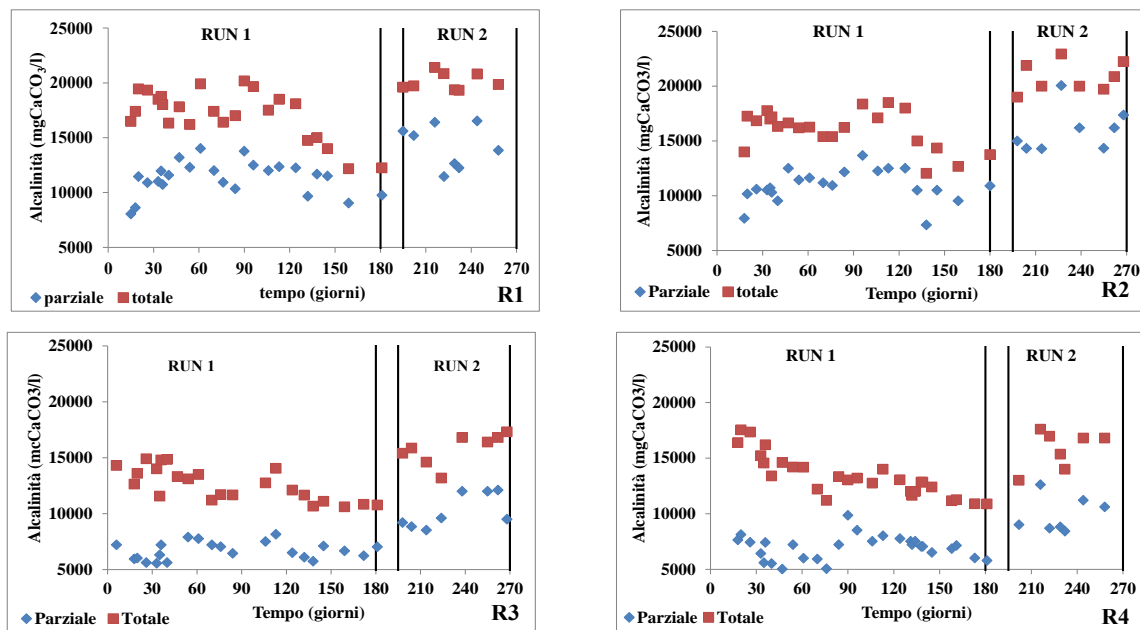 25000
20000
15000
10000
5000
Alcalinità (mgCaCO3/l)
RUN 1
RUN 2
0 30 60 90 120 150 180 210 240 270
tempo (giorni)
parziale totale
R1
25000
20000
15000
10000
5000
Alcalinità (mgCaCO3/l)
RUN 1
RUN 2
0 30 60 90 120 150 180 210 240 270
Tempo (giorni)
Parziale totale
R2
25000
20000
15000
10000
5000
Alcalinità (mcCaCO3/l)
RUN 1
RUN 2
0 30 60 90 120 150 180 210 240 270
Tempo (giorni)
Parziale Totale
R3
25000
20000
15000
10000
5000
Alcalinità (mgCaCO3/l)
RUN 1
RUN 2
0 30 60 90 120 150 180 210 240 270
Tempo (giorni)
Parziale Totale
R4